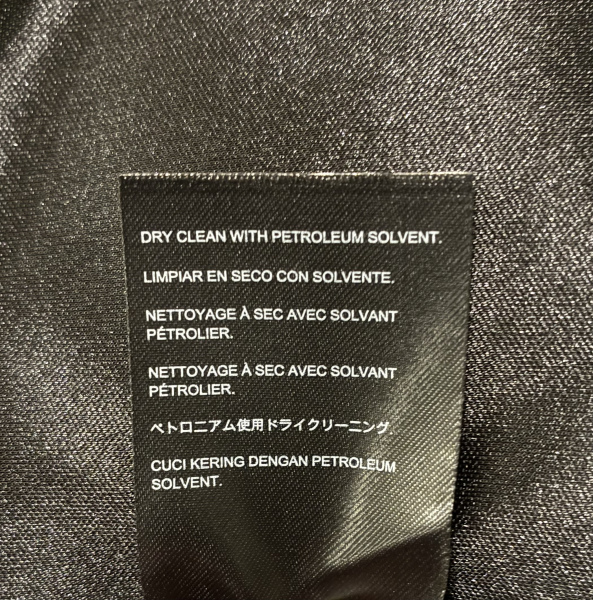 DRY CLEAN WITH PETROLEUM SOLVENT.
LIMPIAR EN SECO CON SOLVENTE.
NETTOYAGE À SEC AVEC SOLVANT
PÉTROLIER.
NETTOYAGE À SEC AVEC SOLVANT
PÉTROLIER.
ペトロニアム使用ドライクリーニング.
CUCI KERING DENGAN PETROLEUM
SOLVENT.